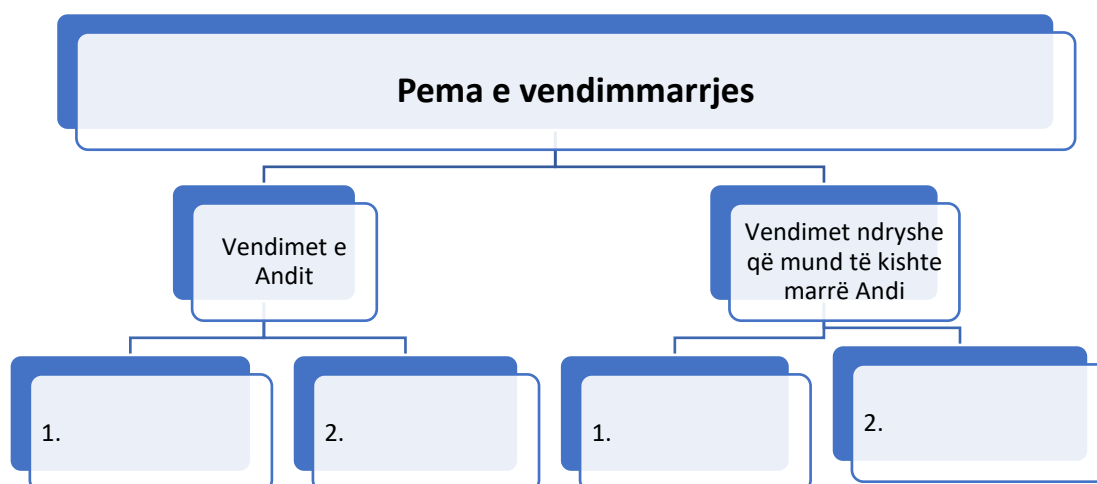 Pema e vendimmarrjes
Vendimet e
Andit
Vendimet ndryshe
që mund të kishte
marrë Andi
1.
2.
1.
2.